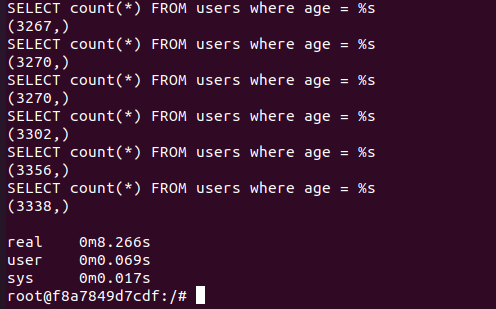 SELECT count(*) FROM users where age = %s
(3267,)
SELECT count(*) FROM users where age = %s
(3270,)
SELECT count(*) FROM users where age = %s
(3270,)
SELECT count(*) FROM users where age = %s
(3302,)
SELECT count(*) FROM users where age = %s
(3356,)
SELECT count(*) FROM users where age = %s
(3338,)
real 0m8.266s
user 0m0.069s
sys 0m0.017s
root@f8a7849d7cdf:/#